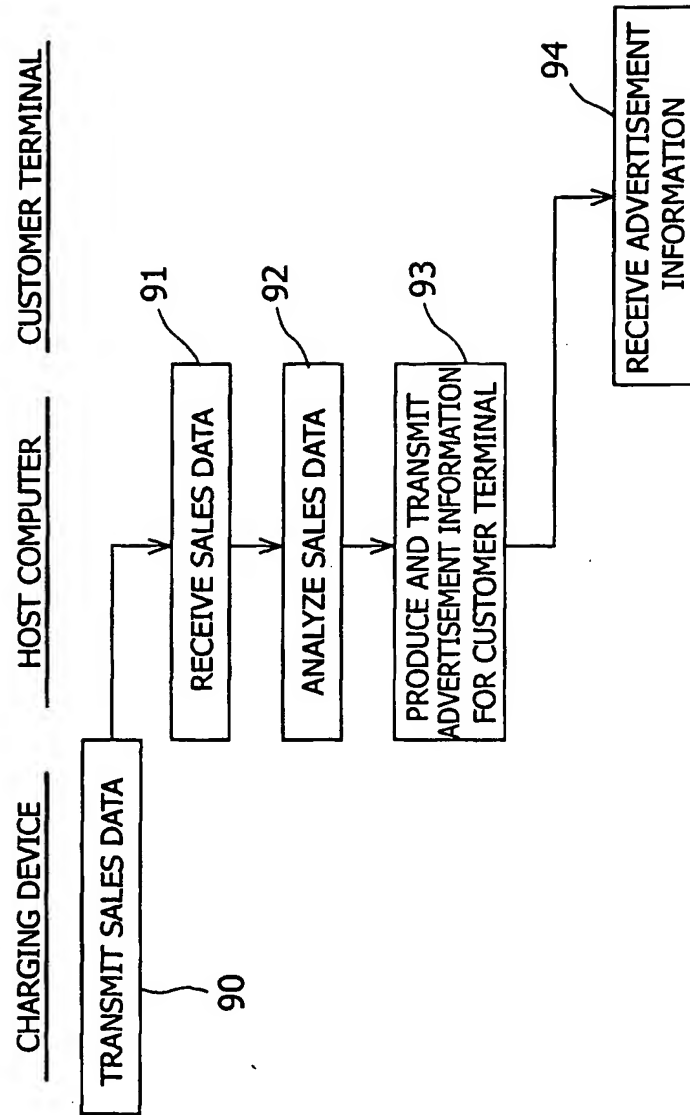 CHARGING DEVICE
HOST COMPUTER
CUSTOMER TERMINAL
TRANSMIT SALES DATA
90
RECEIVE SALES DATA
91
ANALYZE SALES DATA
92
PRODUCE AND TRANSMIT
ADVERTISEMENT INFORMATION
FOR CUSTOMER TERMINAL
93
RECEIVE ADVERTISEMENT
INFORMATION
94